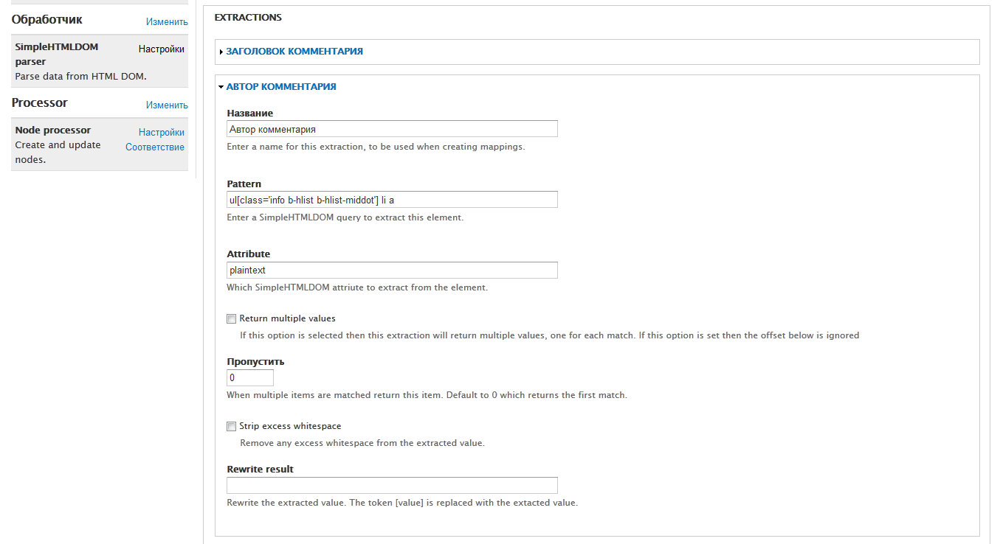 Обработчик
Изменить
SimpleHTMLDOM parser
Настройки
Parse data from HTML DOM.
Processor
Изменить
Node processor
Настройки
Create and update nodes.
Соответствие
EXTRACTIONS
ЗАГОЛОВОК КОММЕНТАРИЯ
АВТОР КОММЕНТАРИЯ
Название
Автор комментария
Enter a name for this extraction, to be used when creating mappings.
Pattern
ul[class='info b-hlist b-hlist-middot'] li a
Enter a SimpleHTMLDOM query to extract this element.
Attribute
plaintext
Which SimpleHTMLDOM attriute to extract from the element.
Return multiple values
If this option is selected then this extraction will return multiple values, one for each match. If this option is set then the offset below is ignored
Пропустить
0
When multiple items are matched return this item. Default to 0 which returns the first match.
Strip excess whitespace
Remove any excess whitespace from the extracted value.
Rewrite result
Rewrite the extracted value. The token [value] is replaced with the extacted value.